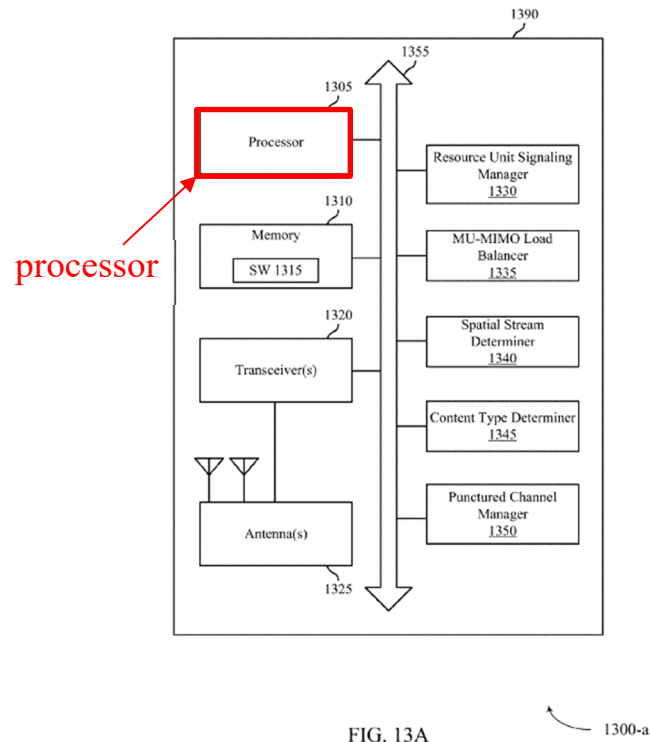 1390
1355
1305
Processor
processor
1310
Memory
SW 1315
1320
Transceiver(s)
Antenna(s)
1325
Resource Unit Signaling
Manager
1330
MU-MIMO Load
Balancer
1335
Spatial Stream
Determiner
1340
Content Type Determiner
1345
Punctured Channel
Manager
1350
FIG. 13A
1300-a